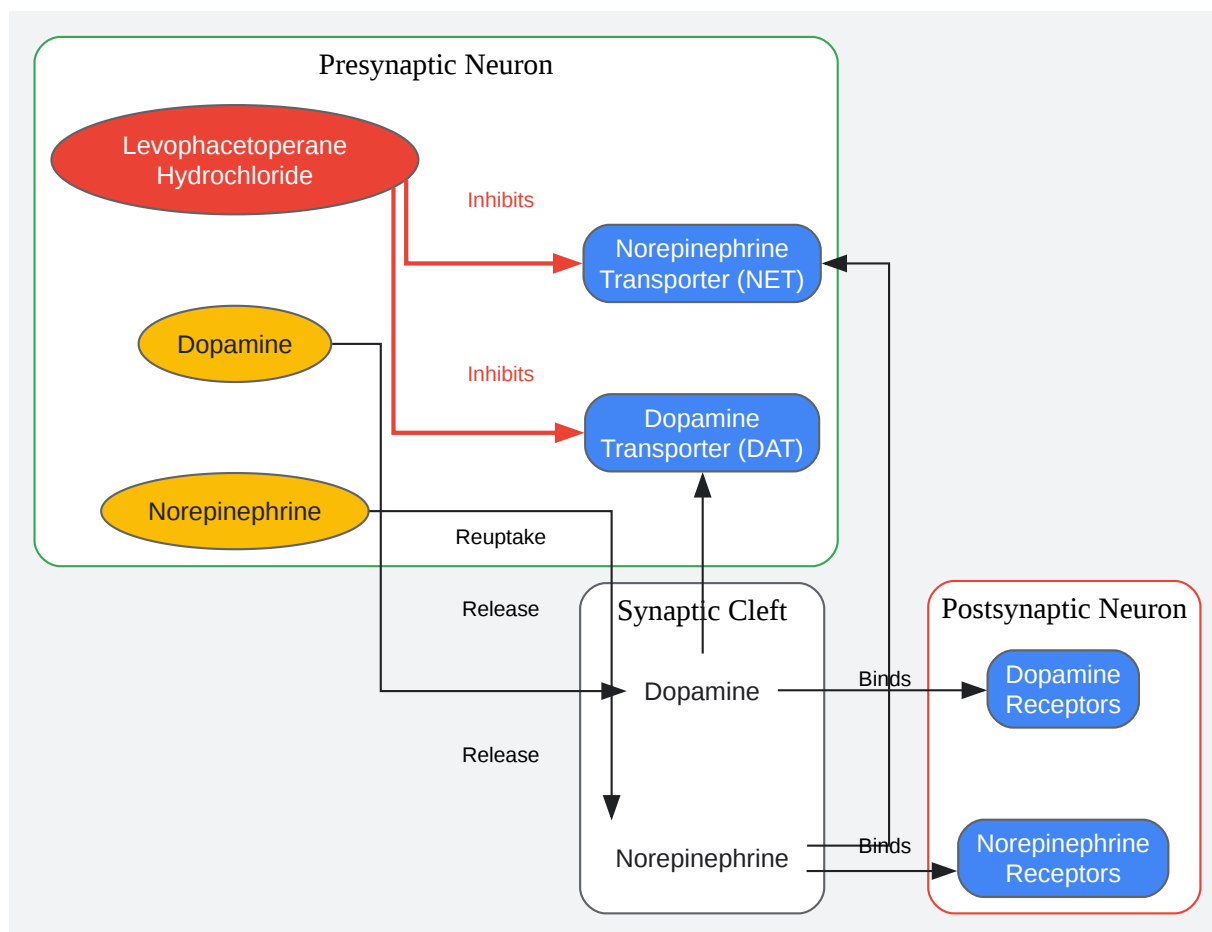 Presynaptic Neuron
Levophacetoperane
Hydrochloride
Inhibits
Norepinephrine
Transporter (NET)
Dopamine
Inhibits
Dopamine
Transporter (DAT)
Norepinephrine
Reuptake
Release
Synaptic Cleft
Postsynaptic Neuron
Dopamine
Binds
Dopamine
Receptors
Release
Norepinephrine
Binds
Norepinephrine
Receptors